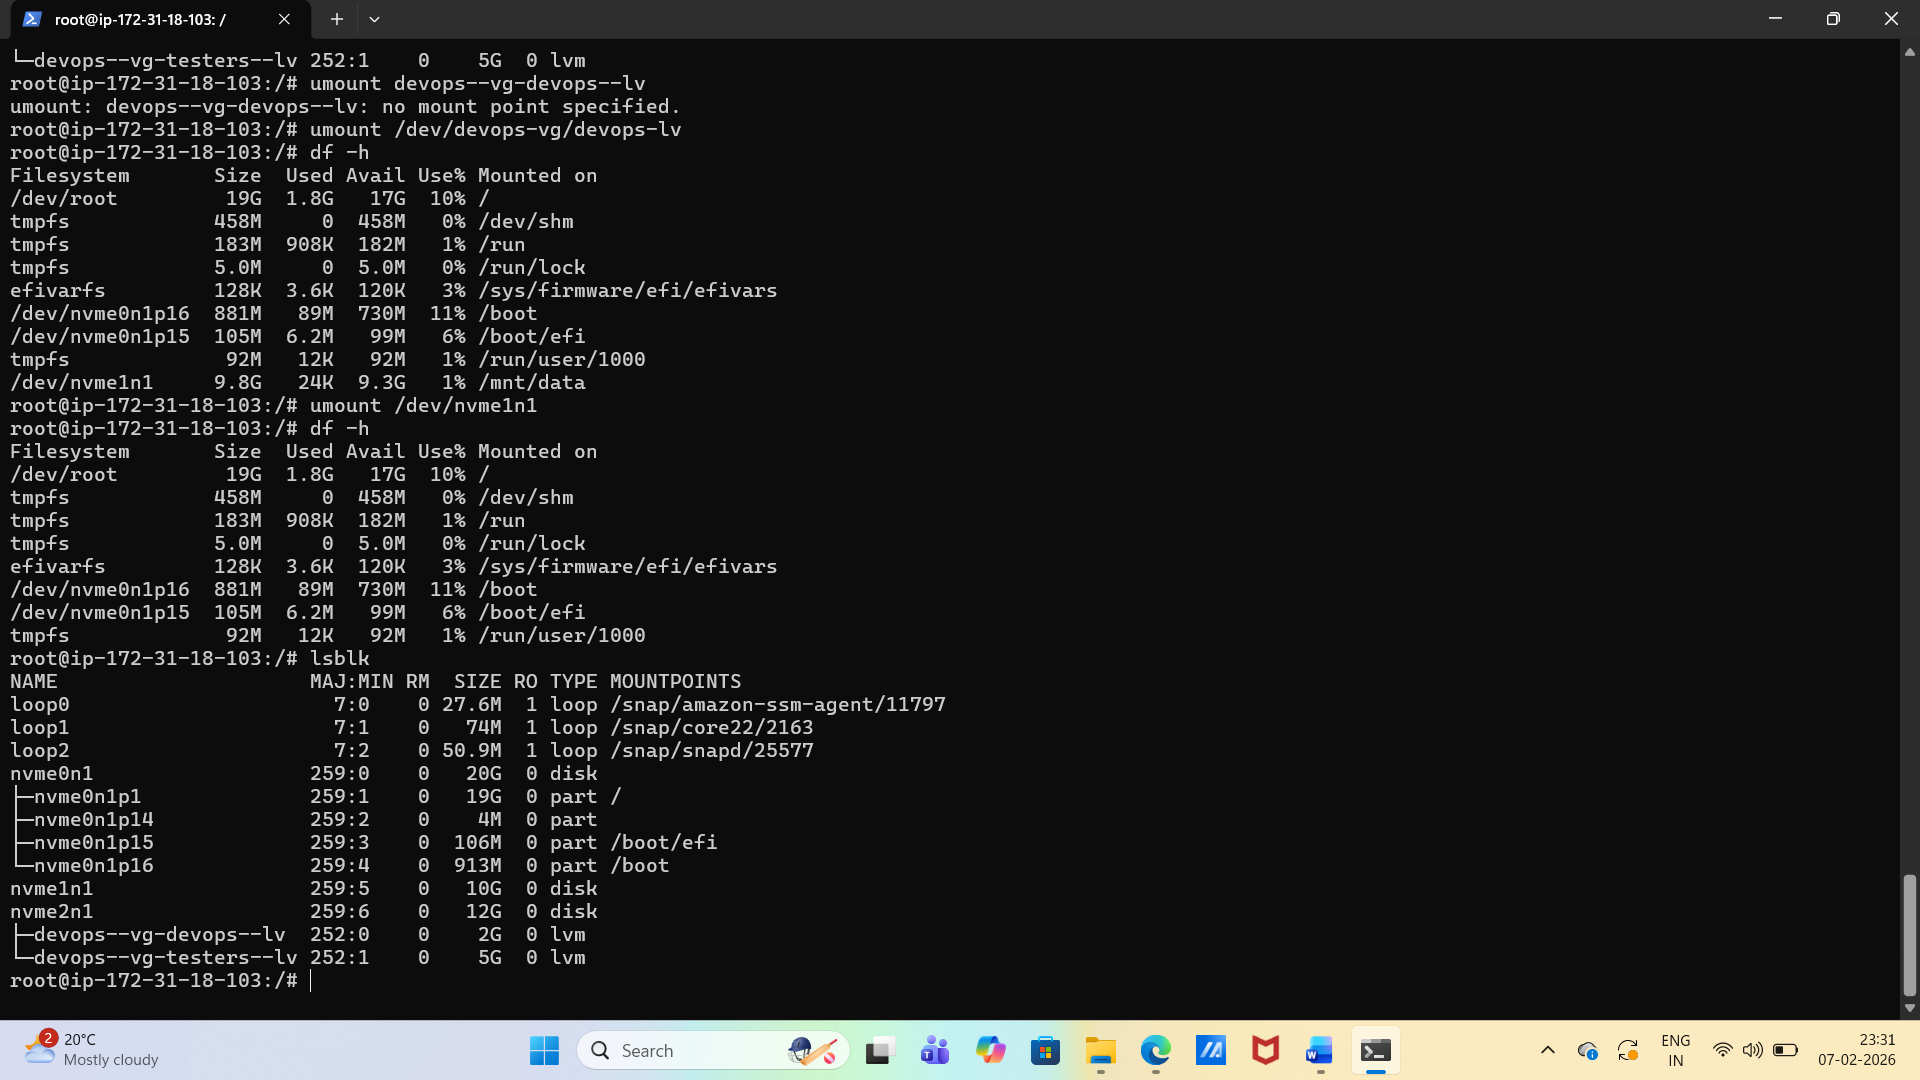 root@ip-172-31-18-103: /
└─devops--vg-testers--lv 252:1    0    5G  0 lvm
root@ip-172-31-18-103:/# umount devops--vg-devops--lv
umount: devops--vg-devops--lv: no mount point specified.
root@ip-172-31-18-103:/# umount /dev/devops-vg/devops-lv
root@ip-172-31-18-103:/# df -h
Filesystem       Size  Used Avail Use% Mounted on
/dev/root         19G  1.8G   17G  10% /
tmpfs            458M     0  458M   0% /dev/shm
tmpfs            183M  908K  182M   1% /run
tmpfs            5.0M     0  5.0M   0% /run/lock
efivarfs         128K  3.6K  120K   3% /sys/firmware/efi/efivars
/dev/nvme0n1p16  881M   89M  730M  11% /boot
/dev/nvme0n1p15  105M  6.2M   99M   6% /boot/efi
tmpfs             92M   12K   92M   1% /run/user/1000
/dev/nvme1n1     9.8G   24K  9.3G   1% /mnt/data
root@ip-172-31-18-103:/# umount /dev/nvme1n1
root@ip-172-31-18-103:/# df -h
Filesystem       Size  Used Avail Use% Mounted on
/dev/root         19G  1.8G   17G  10% /
tmpfs            458M     0  458M   0% /dev/shm
tmpfs            183M  908K  182M   1% /run
tmpfs            5.0M     0  5.0M   0% /run/lock
efivarfs         128K  3.6K  120K   3% /sys/firmware/efi/efivars
/dev/nvme0n1p16  881M   89M  730M  11% /boot
/dev/nvme0n1p15  105M  6.2M   99M   6% /boot/efi
tmpfs             92M   12K   92M   1% /run/user/1000
root@ip-172-31-18-103:/# lsblk
NAME                     MAJ:MIN RM  SIZE RO TYPE MOUNTPOINTS
loop0                      7:0    0 27.6M  1 loop /snap/amazon-ssm-agent/11797
loop1                      7:1    0   74M  1 loop /snap/core22/2163
loop2                      7:2    0 50.9M  1 loop /snap/snapd/25577
nvme0n1                  259:0    0   20G  0 disk
├─nvme0n1p1              259:1    0   19G  0 part /
├─nvme0n1p14             259:2    0    4M  0 part
├─nvme0n1p15             259:3    0  106M  0 part /boot/efi
└─nvme0n1p16             259:4    0  913M  0 part /boot
nvme1n1                  259:5    0   10G  0 disk
nvme2n1                  259:6    0   12G  0 disk
├─devops--vg-devops--lv  252:0    0    2G  0 lvm
└─devops--vg-testers--lv 252:1    0    5G  0 lvm
root@ip-172-31-18-103:/#
2
20°C
Mostly cloudy
Search
ENG
IN
23:31
07-02-2026